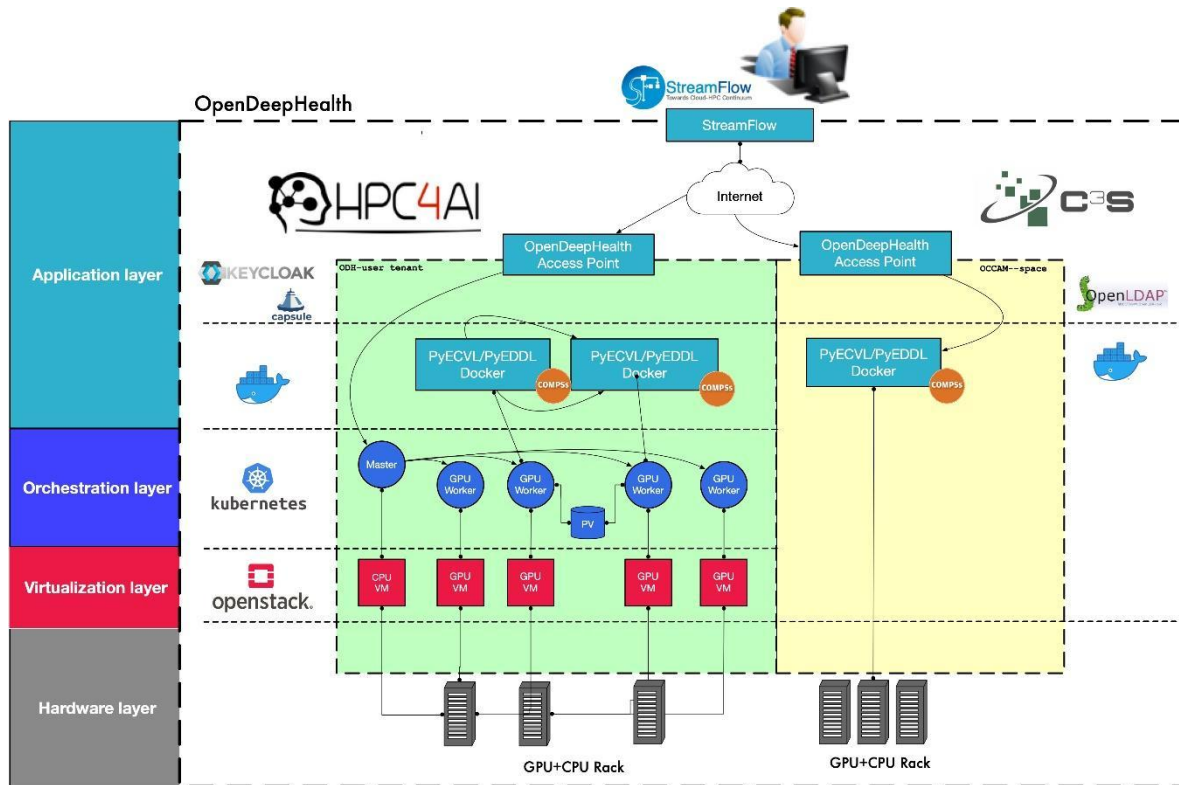 StreamFlow
Towards Cloud-HPC Continuum
OpenDeepHealth
StreamFlow
Internet
HPC4AI
C3S
OpenDeepHealth
Access Point
OpenDeepHealth
Access Point
Application layer
KEYCLOAK
capsule
ODH-user tenant
OCCAM--space
OpenLDAP
PyECVL/PyEDDL
Docker
COMPSs
PyECVL/PyEDDL
Docker
COMPSs
PyECVL/PyEDDL
Docker
COMPSs
Orchestration layer
kubernetes
Master
GPU
Worker
GPU
Worker
PV
GPU
Worker
GPU
Worker
Virtualization layer
openstack.
CPU
VM
GPU
VM
GPU
VM
GPU
VM
GPU
VM
Hardware layer
GPU+CPU Rack
GPU+CPU Rack